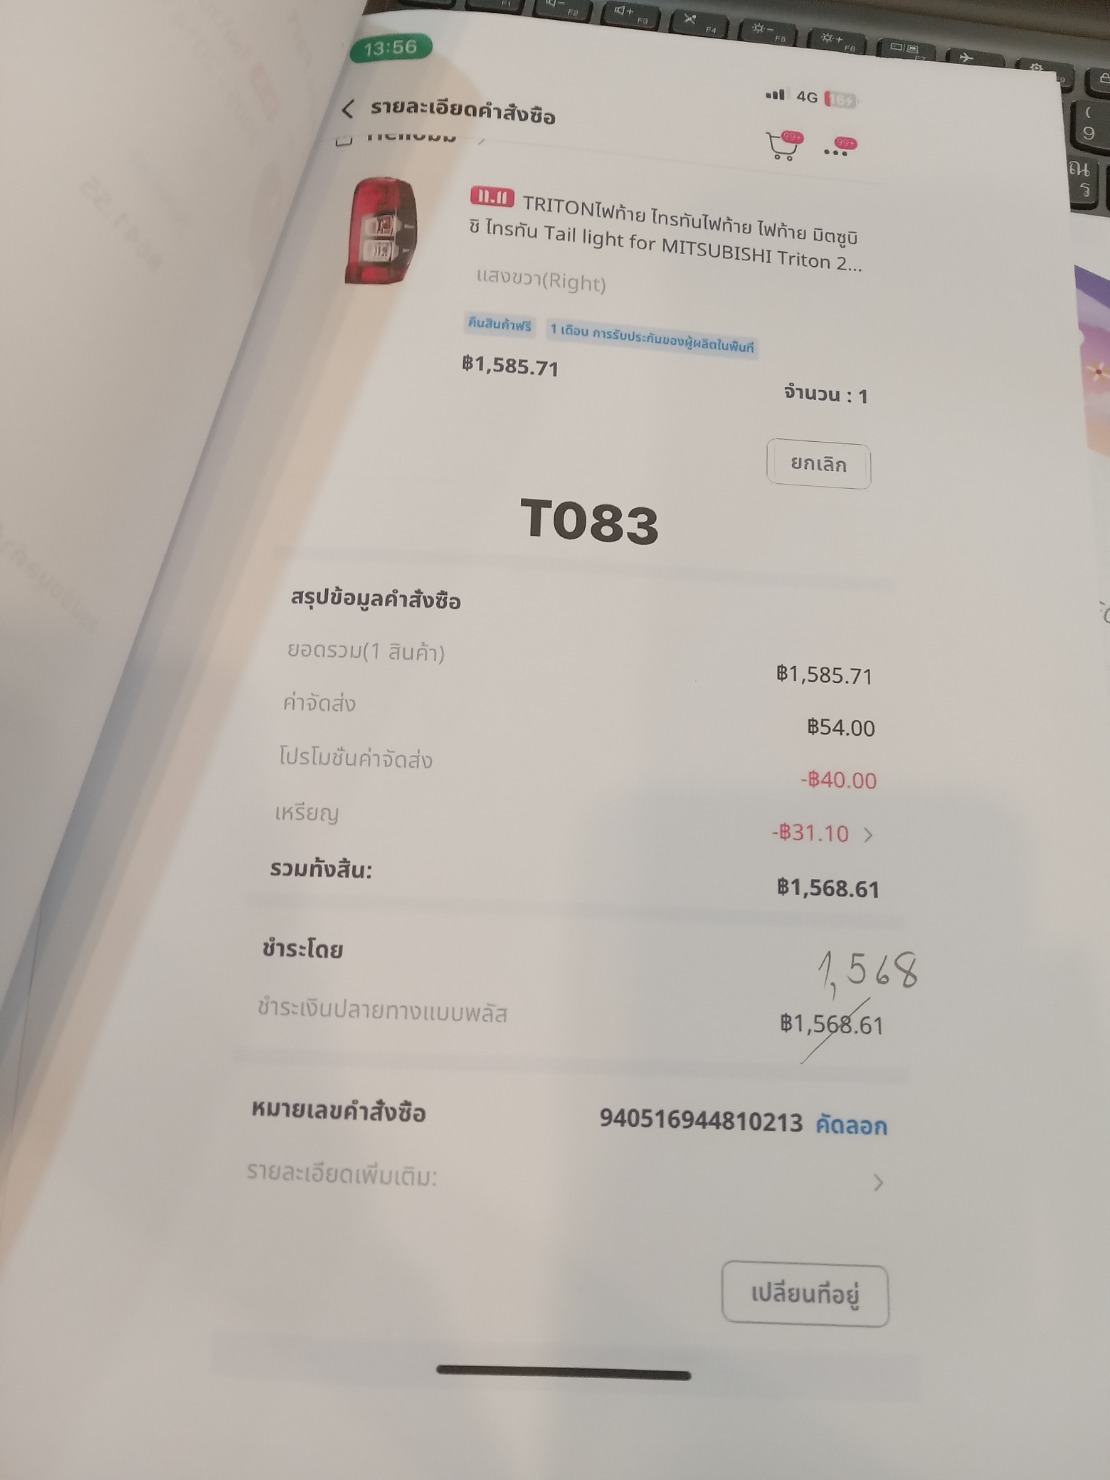 13:56
4G
รายละเอียดคำสั่งซื้อ
99+
99+
11.11 TRITONไฟท้าย ไทรทันไฟท้าย ไฟท้าย มิตซูบิ
ชิ ไทรทัน Tail light for MITSUBISHI Triton 2...
แสงขวา(Right)
คืนสินค้าฟรี 1 เดือน การรับประกันของผู้ผลิตในพื้นที่
฿1,585.71
จำนวน : 1
ยกเลิก
T083
สรุปข้อมูลคำสั่งซื้อ
ยอดรวม(1 สินค้า) ฿1,585.71
ค่าจัดส่ง ฿54.00
โปรโมชั่นค่าจัดส่ง -฿40.00
เหรียญ -฿31.10
รวมทั้งสิ้น: ฿1,568.61
ชำระโดย
1,568
ชำระเงินปลายทางแบบพลัส ฿1,568.61
หมายเลขคำสั่งซื้อ 940516944810213 คัดลอก
รายละเอียดเพิ่มเติม:
เปลี่ยนที่อยู่